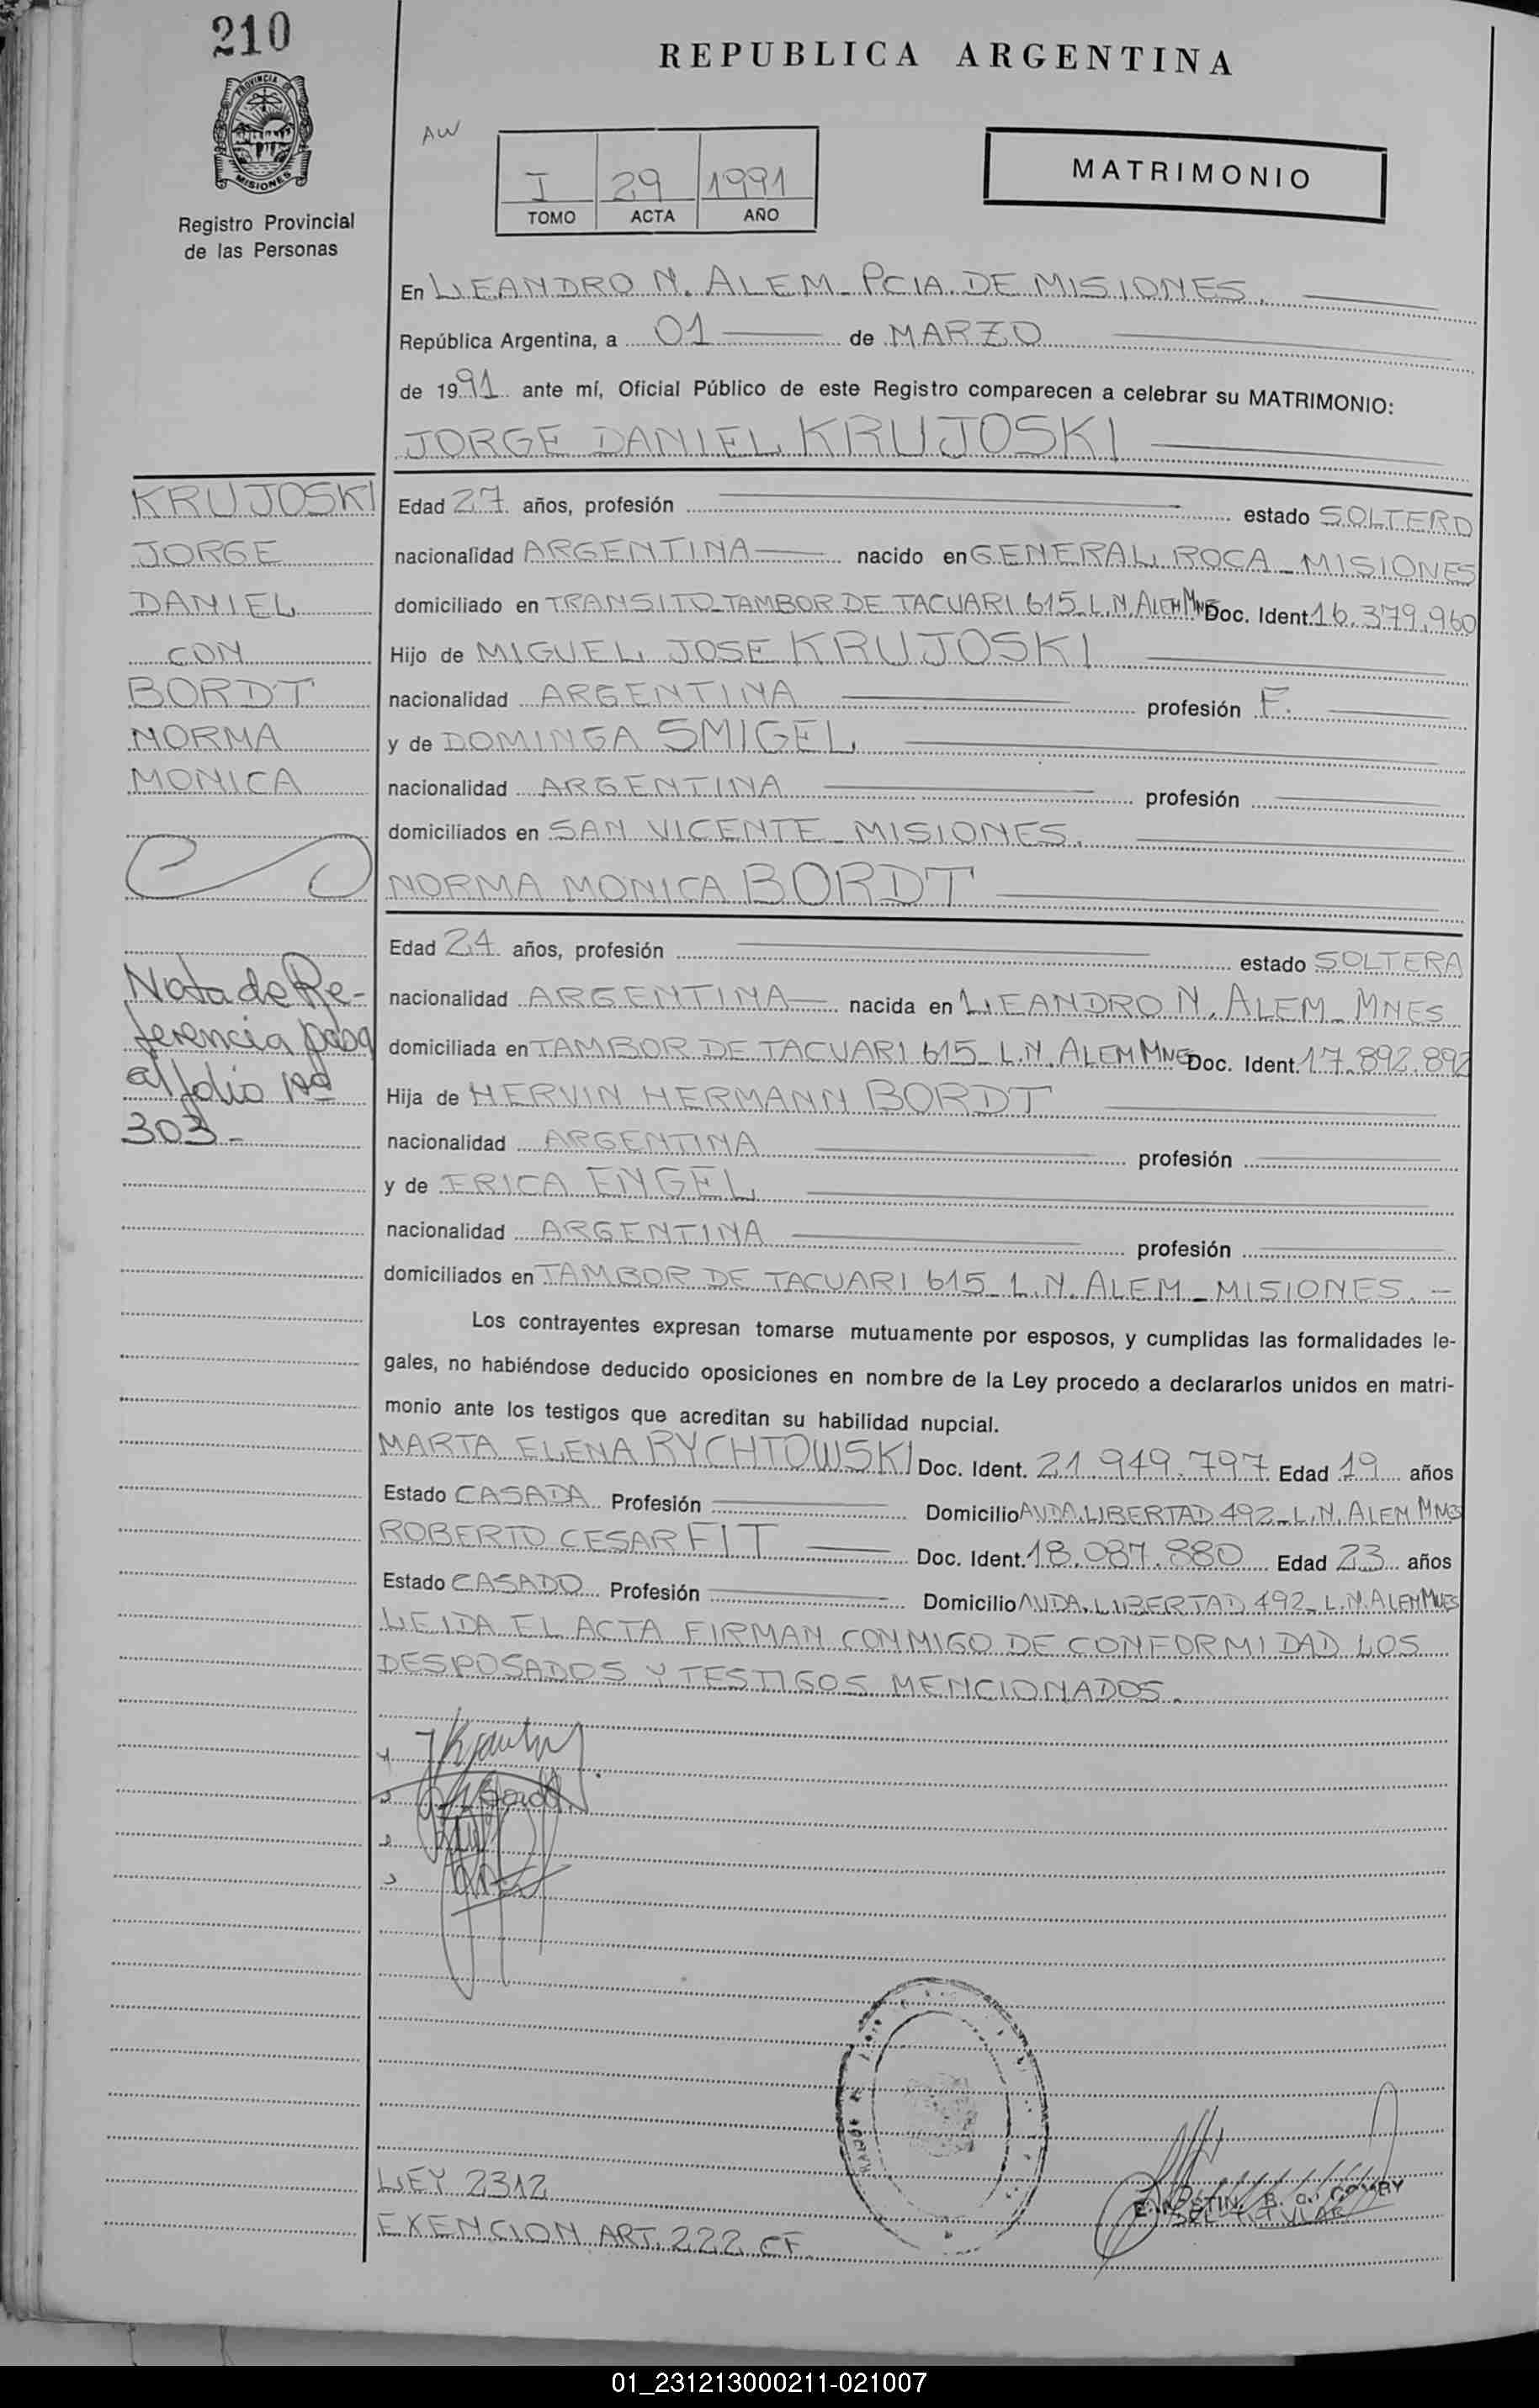 210
REPUBLICA ARGENTINA
PROVINCIA DE
MISIONES
Registro Provincial
de las Personas
AW
I 29 1991
TOMO ACTA AÑO
MATRIMONIO
En LEANDRO N. ALEM - PCIA. DE MISIONES.
República Argentina, a 01 de MARZO
de 1991 ante mí, Oficial Público de este Registro comparecen a celebrar su MATRIMONIO:
JORGE DANIEL KRUJOSKI
KRUJOSKI
JORGE
DANIEL
CON
BORDT
NORMA
MONICA
Nota de Re-
ferencia pasa
al folio Nº
303-
Edad 27 años, profesión estado SOLTERO
nacionalidad ARGENTINA nacido en GENERAL ROCA - MISIONES
domiciliado en TRANSITO-TAMBOR DE TACUARI 615-L.N.ALEM MNES Doc. Ident. 16.379.960
Hijo de MIGUEL JOSE KRUJOSKI
nacionalidad ARGENTINA profesión F.
y de DOMINGA SMIGEL
nacionalidad ARGENTINA profesión
domiciliados en SAN VICENTE - MISIONES.
NORMA MONICA BORDT
Edad 24 años, profesión estado SOLTERA
nacionalidad ARGENTINA nacida en LEANDRO N. ALEM - MNES
domiciliada en TAMBOR DE TACUARI 615-L.N. ALEM MNES Doc. Ident. 17.892.892
Hija de HERVIN HERMANN BORDT
nacionalidad ARGENTINA profesión
y de ERICA ENGEL
nacionalidad ARGENTINA profesión
domiciliados en TAMBOR DE TACUARI 615-L.N. ALEM - MISIONES. -
Los contrayentes expresan tomarse mutuamente por esposos, y cumplidas las formalidades le-
gales, no habiéndose deducido oposiciones en nombre de la Ley procedo a declararlos unidos en matri-
monio ante los testigos que acreditan su habilidad nupcial.
MARTA ELENA RYCHTOWSKI Doc. Ident. 21.949.797 Edad 19 años
Estado CASADA Profesión Domicilio AVDA. LIBERTAD 492-L.N. ALEM MNES
ROBERTO CESAR FIT Doc. Ident. 18.087.880 Edad 23 años
Estado CASADO Profesión Domicilio AVDA. LIBERTAD 492-L.N. ALEM MNES
LEIDA EL ACTA FIRMAN CONMIGO DE CONFORMIDAD LOS
DESPOSADOS Y TESTIGOS MENCIONADOS.
LEY 2312
EXENCION ART. 222 CF.
01_231213000211-021007